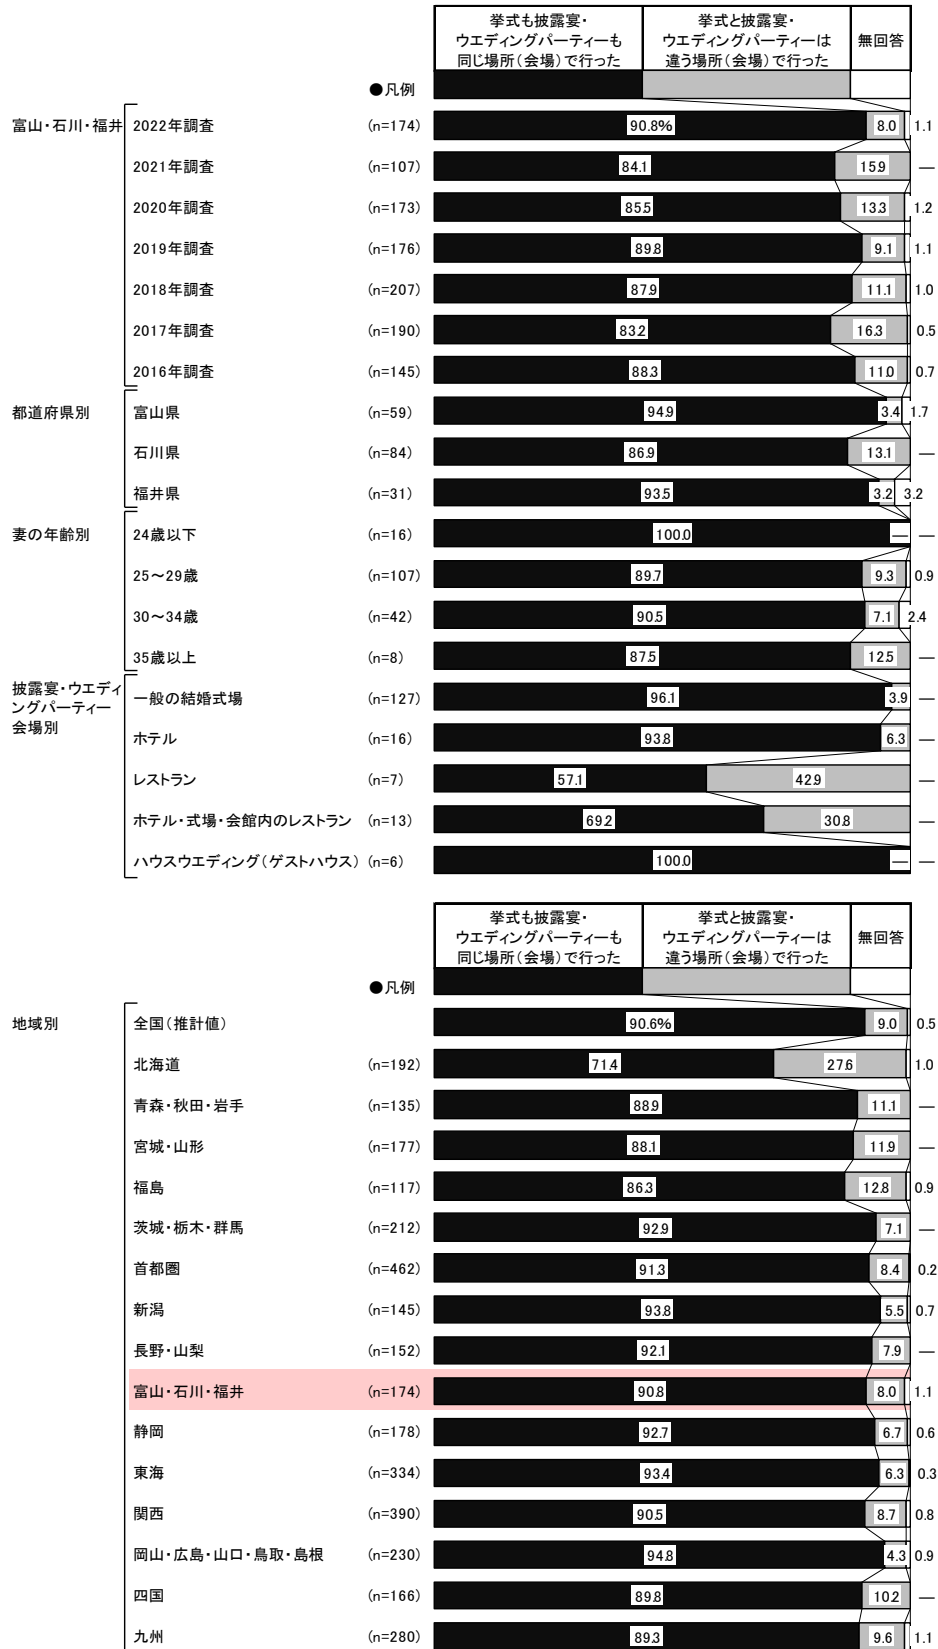 挙式も披露宴・
ウエディングパーティーも
同じ場所(会場)で行った
挙式と披露宴・
ウエディングパーティーは
違う場所(会場)で行った
無回答
●凡例
富山・石川・福井 2022年調査 (n=174) 90.8% 8.0 1.1
2021年調査 (n=107) 84.1 15.9 —
2020年調査 (n=173) 85.5 13.3 1.2
2019年調査 (n=176) 89.8 9.1 1.1
2018年調査 (n=207) 87.9 11.1 1.0
2017年調査 (n=190) 83.2 16.3 0.5
2016年調査 (n=145) 88.3 11.0 0.7
都道府県別 富山県 (n=59) 94.9 3.4 1.7
石川県 (n=84) 86.9 13.1 —
福井県 (n=31) 93.5 3.2 3.2
妻の年齢別 24歳以下 (n=16) 100.0 — —
25~29歳 (n=107) 89.7 9.3 0.9
30~34歳 (n=42) 90.5 7.1 2.4
35歳以上 (n=8) 87.5 12.5 —
披露宴・ウエディ
ングパーティー
会場別
一般の結婚式場 (n=127) 96.1 3.9 —
ホテル (n=16) 93.8 6.3 —
レストラン (n=7) 57.1 42.9 —
ホテル・式場・会館内のレストラン (n=13) 69.2 30.8 —
ハウスウエディング(ゲストハウス) (n=6) 100.0 — —
挙式も披露宴・
ウエディングパーティーも
同じ場所(会場)で行った
挙式と披露宴・
ウエディングパーティーは
違う場所(会場)で行った
無回答
●凡例
地域別 全国(推計値) 90.6% 9.0 0.5
北海道 (n=192) 71.4 27.6 1.0
青森・秋田・岩手 (n=135) 88.9 11.1 —
宮城・山形 (n=177) 88.1 11.9 —
福島 (n=117) 86.3 12.8 0.9
茨城・栃木・群馬 (n=212) 92.9 7.1 —
首都圏 (n=462) 91.3 8.4 0.2
新潟 (n=145) 93.8 5.5 0.7
長野・山梨 (n=152) 92.1 7.9 —
富山・石川・福井 (n=174) 90.8 8.0 1.1
静岡 (n=178) 92.7 6.7 0.6
東海 (n=334) 93.4 6.3 0.3
関西 (n=390) 90.5 8.7 0.8
岡山・広島・山口・鳥取・島根 (n=230) 94.8 4.3 0.9
四国 (n=166) 89.8 10.2 —
九州 (n=280) 89.3 9.6 1.1